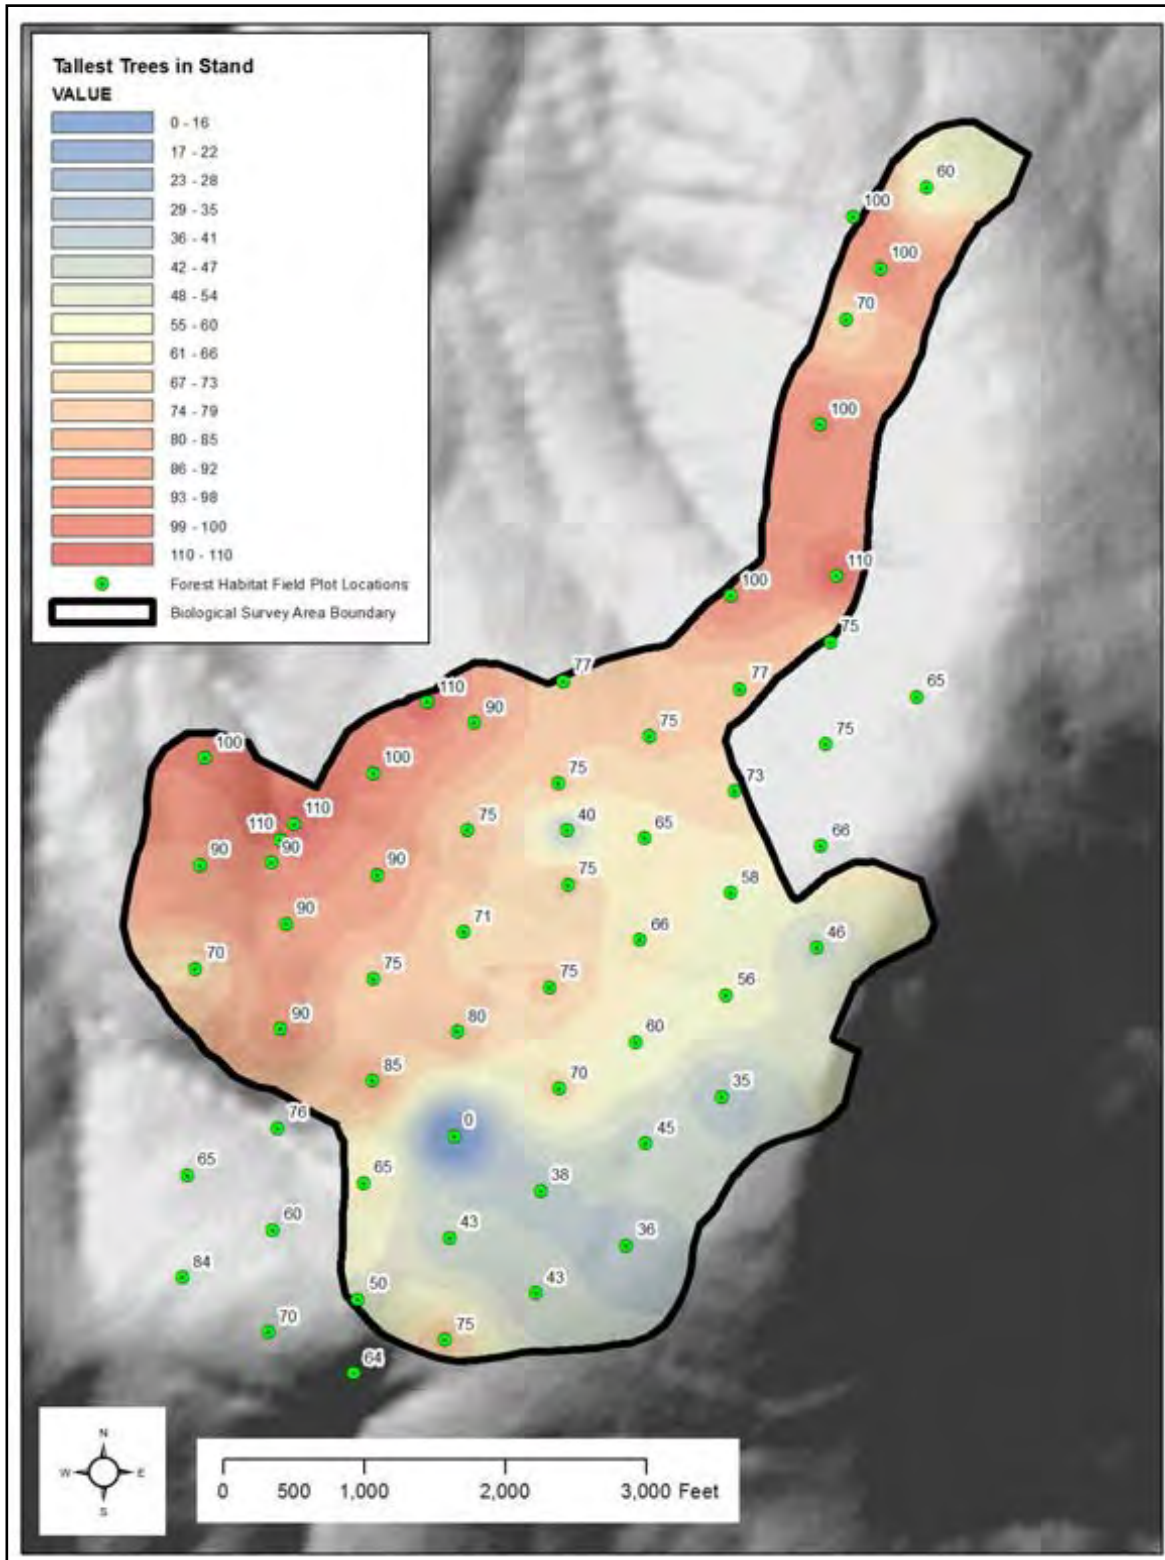 Tallest Trees in Stand
VALUE
0 - 16
17 - 22
23 - 28
29 - 35
36 - 41
42 - 47
48 - 54
55 - 60
61 - 66
67 - 73
74 - 79
80 - 85
86 - 92
93 - 98
99 - 100
110 - 110
Forest Habitat Field Plot Locations
Biological Survey Area Boundary
60
100
100
70
100
110
100
75
77
77
65
110
90
75
75
100
100
75
73
110
75
40
65
110
66
90
90
90
75
58
90
71
66
46
70
75
75
56
90
80
60
85
70
35
76
0
45
65
65
38
60
43
36
84
50
43
70
75
64
N
W E
S
0 500 1,000 2,000 3,000 Feet